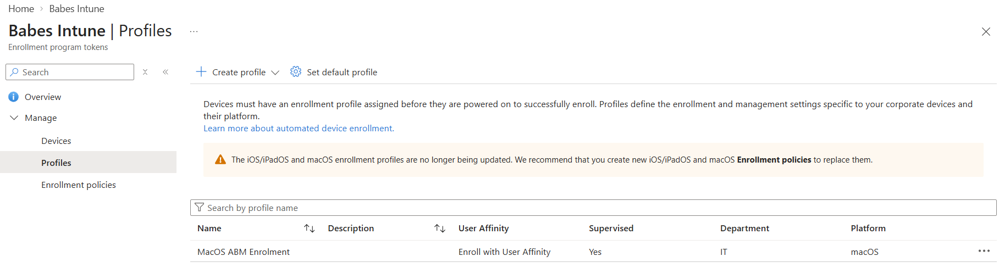 Home > Babes Intune
Babes Intune | Profiles ...
Enrollment program tokens
Search
Overview
Manage
Devices
Profiles
Enrollment policies
Create profile
Set default profile
Devices must have an enrollment profile assigned before they are powered on to successfully enroll. Profiles define the enrollment and management settings specific to your corporate devices and
their platform.
Learn more about automated device enrollment.
The iOS/iPadOS and macOS enrollment profiles are no longer being updated. We recommend that you create new iOS/iPadOS and macOS Enrollment policies to replace them.
Search by profile name
Name Description User Affinity Supervised Department Platform
MacOS ABM Enrolment Enroll with User Affinity Yes IT macOS ...